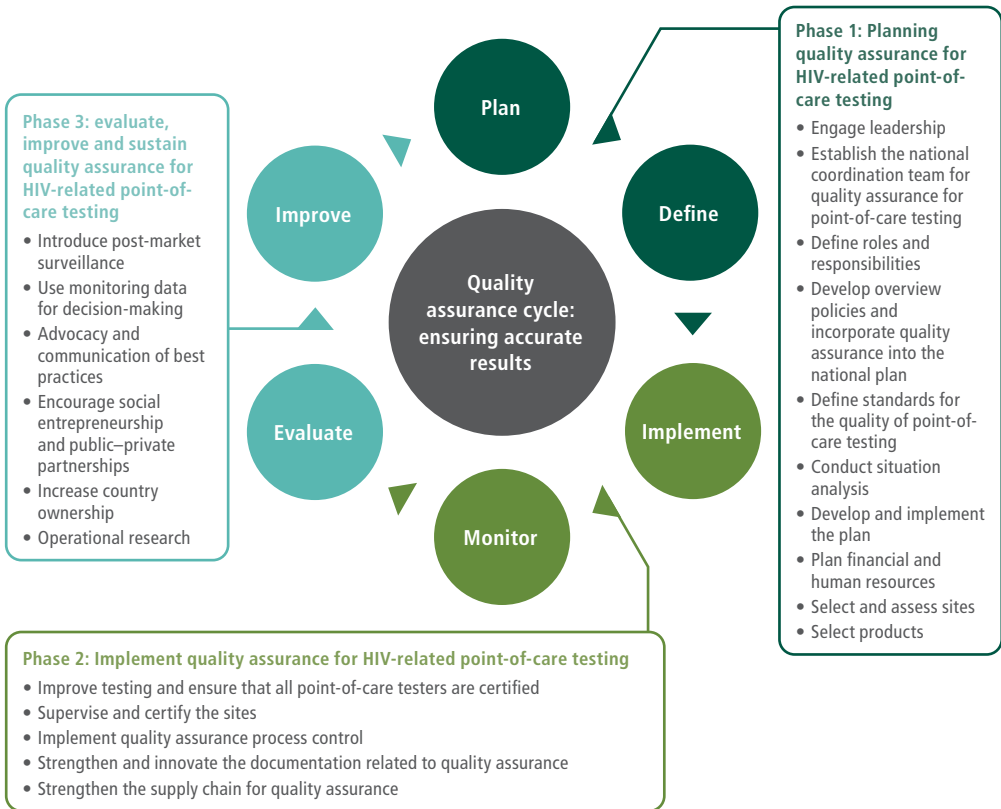 Plan
Define
Implement
Monitor
Evaluate
Improve
Quality
assurance cycle:
ensuring accurate
results
Phase 1: Planning
quality assurance for
HIV-related point-of-
care testing
• Engage leadership
• Establish the national
coordination team for
quality assurance for
point-of-care testing
• Define roles and
responsibilities
• Develop overview
policies and
incorporate quality
assurance into the
national plan
• Define standards for
the quality of point-of-
care testing
• Conduct situation
analysis
• Develop and implement
the plan
• Plan financial and
human resources
• Select and assess sites
• Select products
Phase 2: Implement quality assurance for HIV-related point-of-care testing
• Improve testing and ensure that all point-of-care testers are certified
• Supervise and certify the sites
• Implement quality assurance process control
• Strengthen and innovate the documentation related to quality assurance
• Strengthen the supply chain for quality assurance
Phase 3: evaluate,
improve and sustain
quality assurance for
HIV-related point-of-
care testing
• Introduce post-market
surveillance
• Use monitoring data
for decision-making
• Advocacy and
communication of best
practices
• Encourage social
entrepreneurship
and public–private
partnerships
• Increase country
ownership
• Operational research